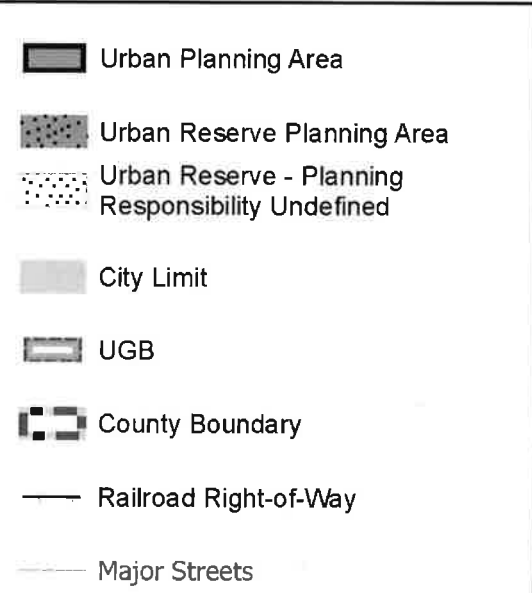 Urban Planning Area
Urban Reserve Planning Area
Urban Reserve - Planning
Responsibility Undefined
City Limit
UGB
County Boundary
Railroad Right-of-Way
Major Streets